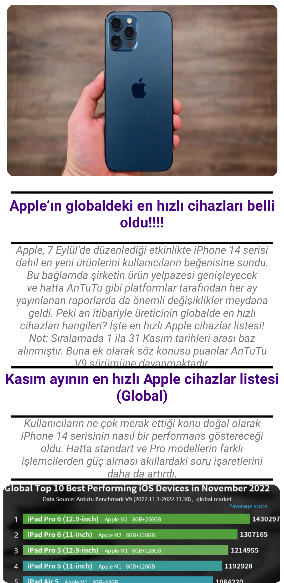 Apple'ın globaldeki en hızlı cihazları belli
oldu!!!!
Apple, 7 Eylül'de düzenlediği etkinlikte iPhone 14 serisi
dahil en yeni ürünlerini kullanıcıların beğenisine sundu.
Bu bağlamda şirketin ürün yelpazesi genişleyecek
ve hatta AnTuTu gibi platformlar tarafından her ay
yayınlanan raporlarda da önemli değişiklikler meydana
geldi. Peki an itibariyle üreticinin globalde en hızlı
cihazları hangileri? İşte en hızlı Apple cihazlar listesi!
Not: Sıralamada 1 ila 31 Kasım tarihleri arası baz
alınmıştır. Buna ek olarak söz konusu puanlar AnTuTu
V9 sürümüne dayanmaktadır.
Kasım ayının en hızlı Apple cihazlar listesi
(Global)
Kullanıcıların ne çok merak ettiği konu doğal olarak
iPhone 14 serisinin nasıl bir performans göstereceği
oldu. Hatta standart ve Pro modellerin farklı
işlemcilerden güç alması akıllardaki soru işaretlerini
daha da artırdı.
Global Top 10 Best Performing iOS Devices in November 2022
Data Source: Antutu Benchmark V9 (2022.11.1-2022.11.30), global market
*average score
1 iPad Pro 6 (12.9-inch) Apple M2 8GB+256GB 1430297
2 iPad Pro 6 (11-inch) Apple M2 8GB+128GB 1307165
3 iPad Pro 5 (12.9-inch) Apple M1 8GB+128GB 1214955
4 iPad Pro 5 (11-inch) Apple M1 8GB+128GB 1192928
5 iPad Air 5 Apple M1 8GB+64GB 1084220